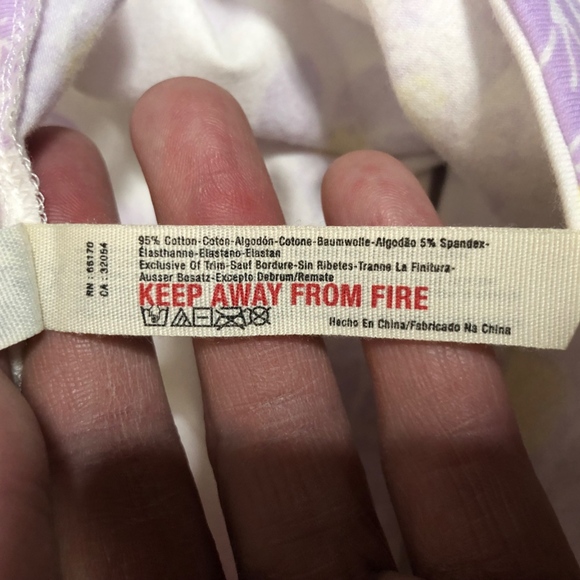 RN : 66170
CA : 32054
95% Cotton-Coton-Algodón-Cotone-Baumwolle-Algodão 5% Spandex-
Élasthanne-Elastano-Elastan
Exclusive Of Trim-Sauf Bordure-Sin Ribetes-Tranne La Finitura-
Ausser Besatz-Excepto Debrum/Remate
KEEP AWAY FROM FIRE
Hecho En China/Fabricado Na China